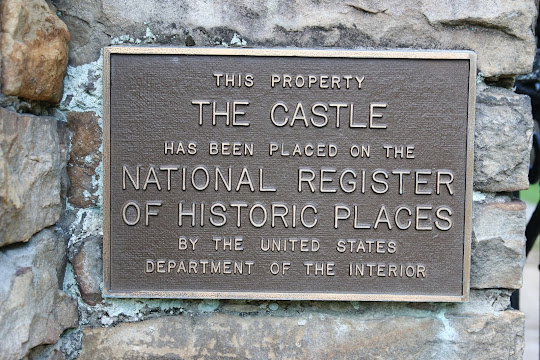 THIS PROPERTY
THE CASTLE
HAS BEEN PLACED ON THE
NATIONAL REGISTER
OF HISTORIC PLACES
BY THE UNITED STATES
DEPARTMENT OF THE INTERIOR